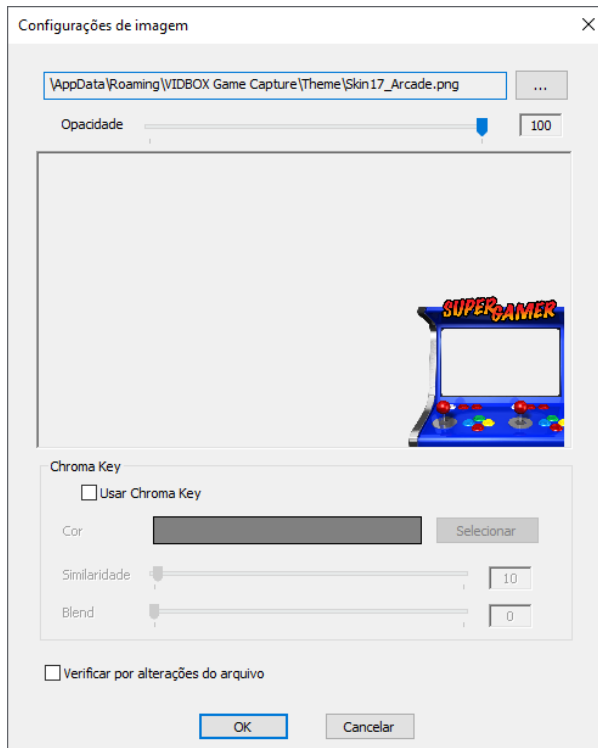 Configurações de imagem
\AppData\Roaming\VIDBOX Game Capture\Theme\Skin17_Arcade.png
...
Opacidade
100
SUPER GAMER
Chroma Key
Usar Chroma Key
Cor
Selecionar
Similaridade
10
Blend
0
Verificar por alterações do arquivo
OK
Cancelar